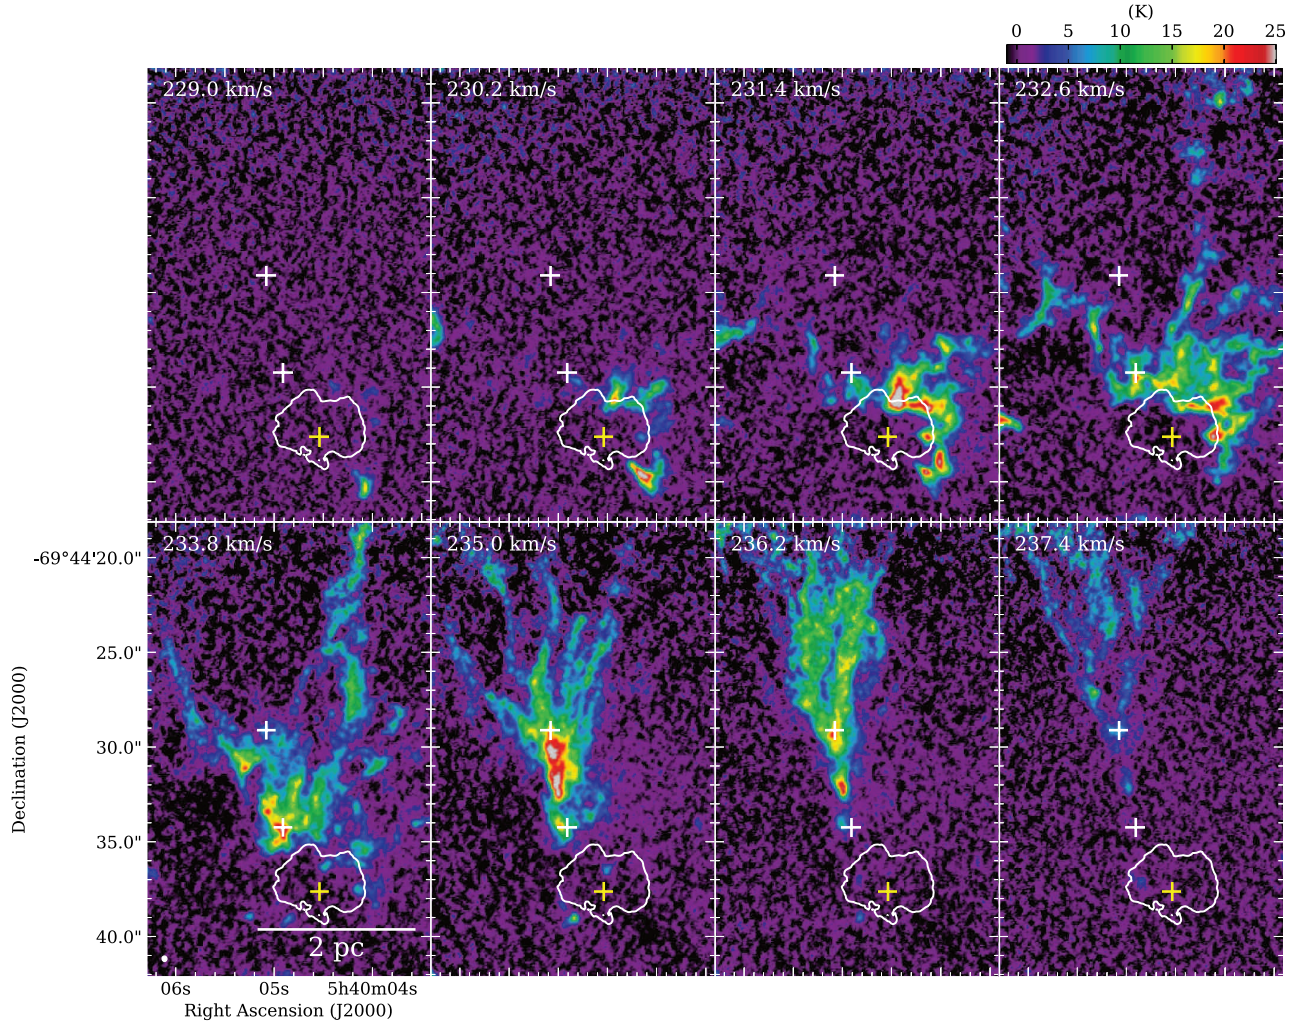 (K)
0 5 10 15 20 25
229.0 km/s
230.2 km/s
231.4 km/s
232.6 km/s
233.8 km/s
235.0 km/s
236.2 km/s
237.4 km/s
-69°44'20.0"
25.0"
30.0"
35.0"
40.0"
Declination (J2000)
2 pc
06s 05s 5h40m04s
Right Ascension (J2000)